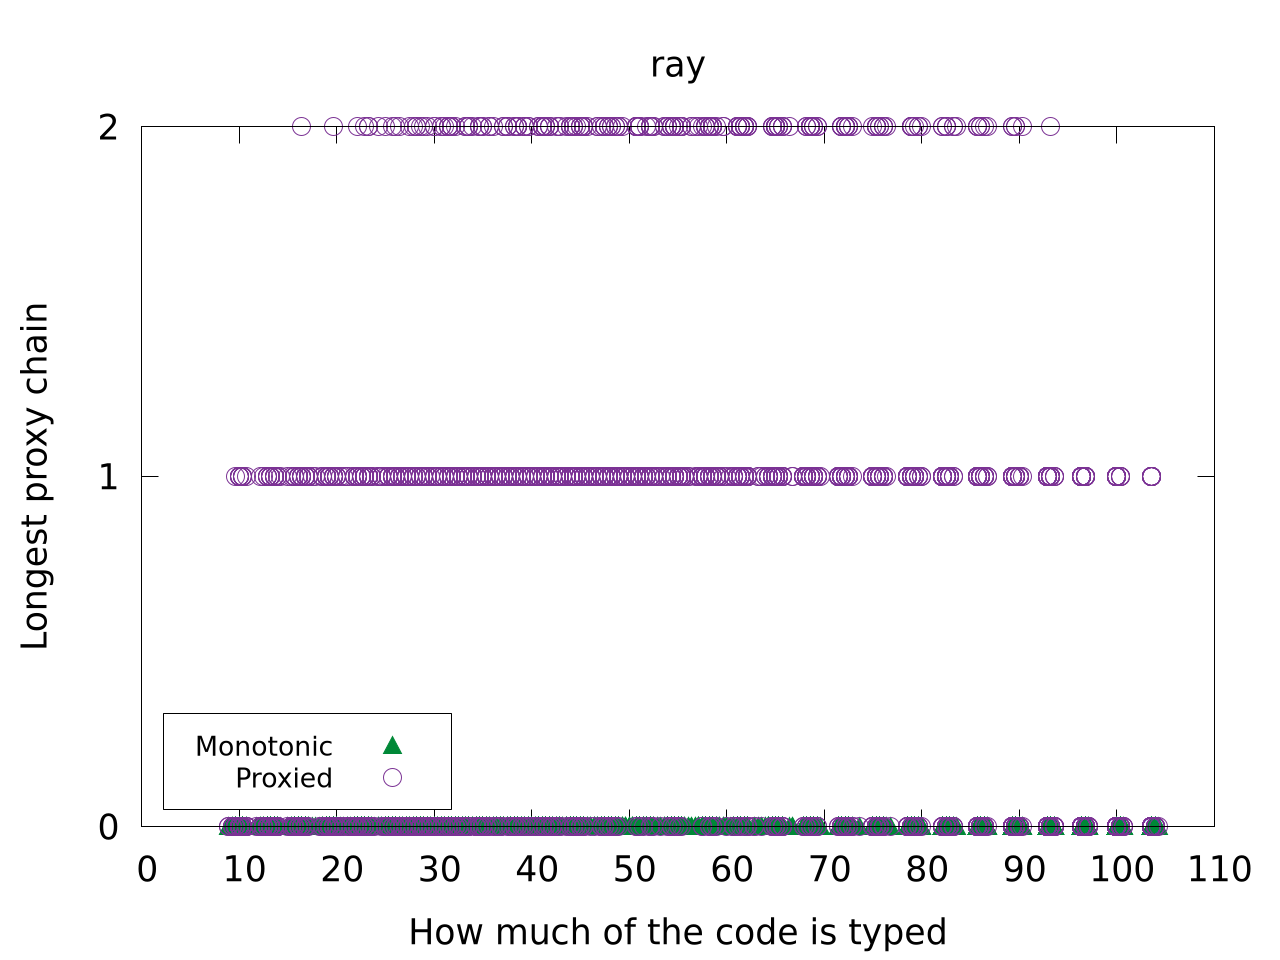 ray
Longest proxy chain
2
1
0
Monotonic
Proxied
0 10 20 30 40 50 60 70 80 90 100 110
How much of the code is typed